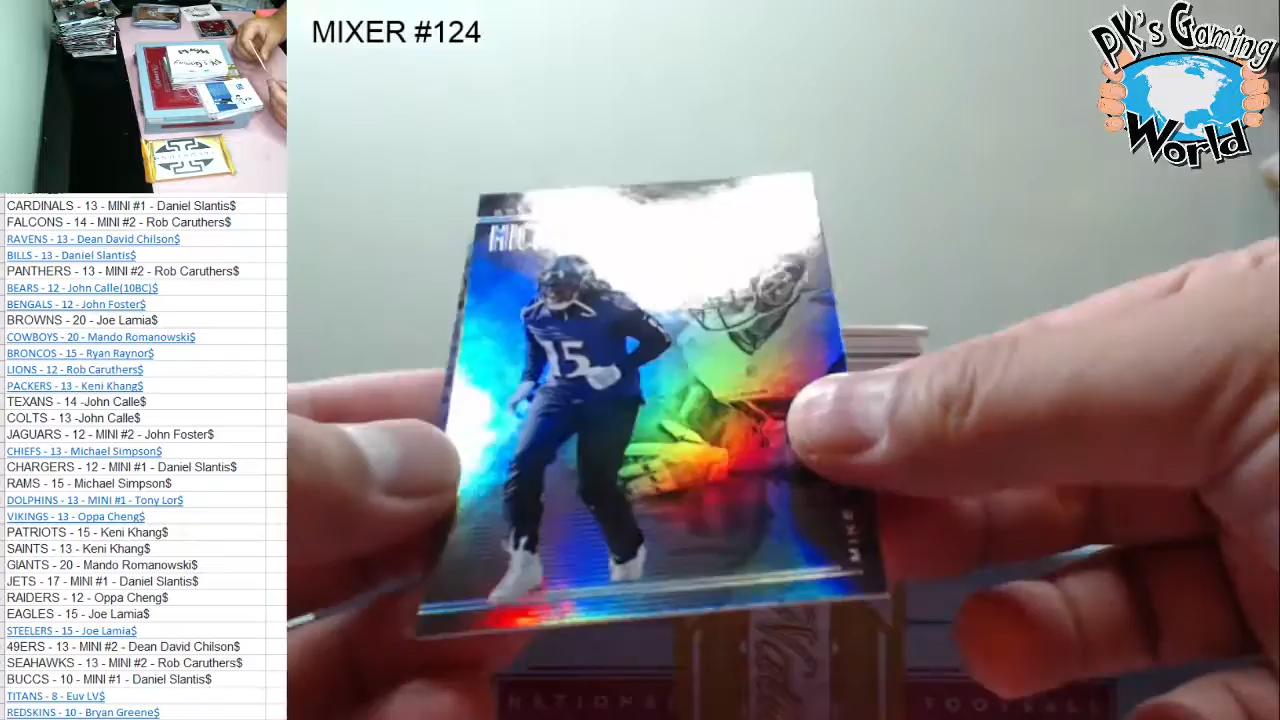 MIXER #124
PK's Gaming
World
CARDINALS - 13 - MINI #1 - Daniel Slantis$
FALCONS - 14 - MINI #2 - Rob Caruthers$
RAVENS - 13 - Dean David Chilson$
BILLS - 13 - Daniel Slantis$
PANTHERS - 13 - MINI #2 - Rob Caruthers$
BEARS - 12 - John Calle(10BC)$
BENGALS - 12 - John Foster$
BROWNS - 20 - Joe Lamia$
COWBOYS - 20 - Mando Romanowski$
BRONCOS - 15 - Ryan Raynor$
LIONS - 12 - Rob Caruthers$
PACKERS - 13 - Keni Khang$
TEXANS - 14 -John Calle$
COLTS - 13 -John Calle$
JAGUARS - 12 - MINI #2 - John Foster$
CHIEFS - 13 - Michael Simpson$
CHARGERS - 12 - MINI #1 - Daniel Slantis$
RAMS - 15 - Michael Simpson$
DOLPHINS - 13 - MINI #1 - Tony Lor$
VIKINGS - 13 - Oppa Cheng$
PATRIOTS - 15 - Keni Khang$
SAINTS - 13 - Keni Khang$
GIANTS - 20 - Mando Romanowski$
JETS - 17 - MINI #1 - Daniel Slantis$
RAIDERS - 12 - Oppa Cheng$
EAGLES - 15 - Joe Lamia$
STEELERS - 15 - Joe Lamia$
49ERS - 13 - MINI #2 - Dean David Chilson$
SEAHAWKS - 13 - MINI #2 - Rob Caruthers$
BUCCS - 10 - MINI #1 - Daniel Slantis$
TITANS - 8 - Euv LV$
REDSKINS - 10 - Bryan Greene$
15
MIKE
NATIONAL
FOOTBALL